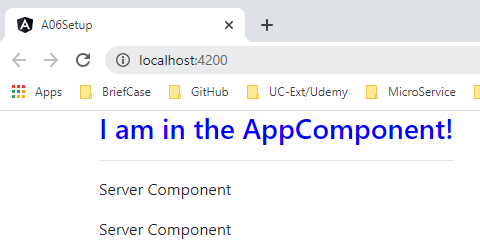 A06Setup
localhost:4200
Apps BriefCase GitHub UC-Ext/Udemy MicroService
I am in the AppComponent!
Server Component
Server Component